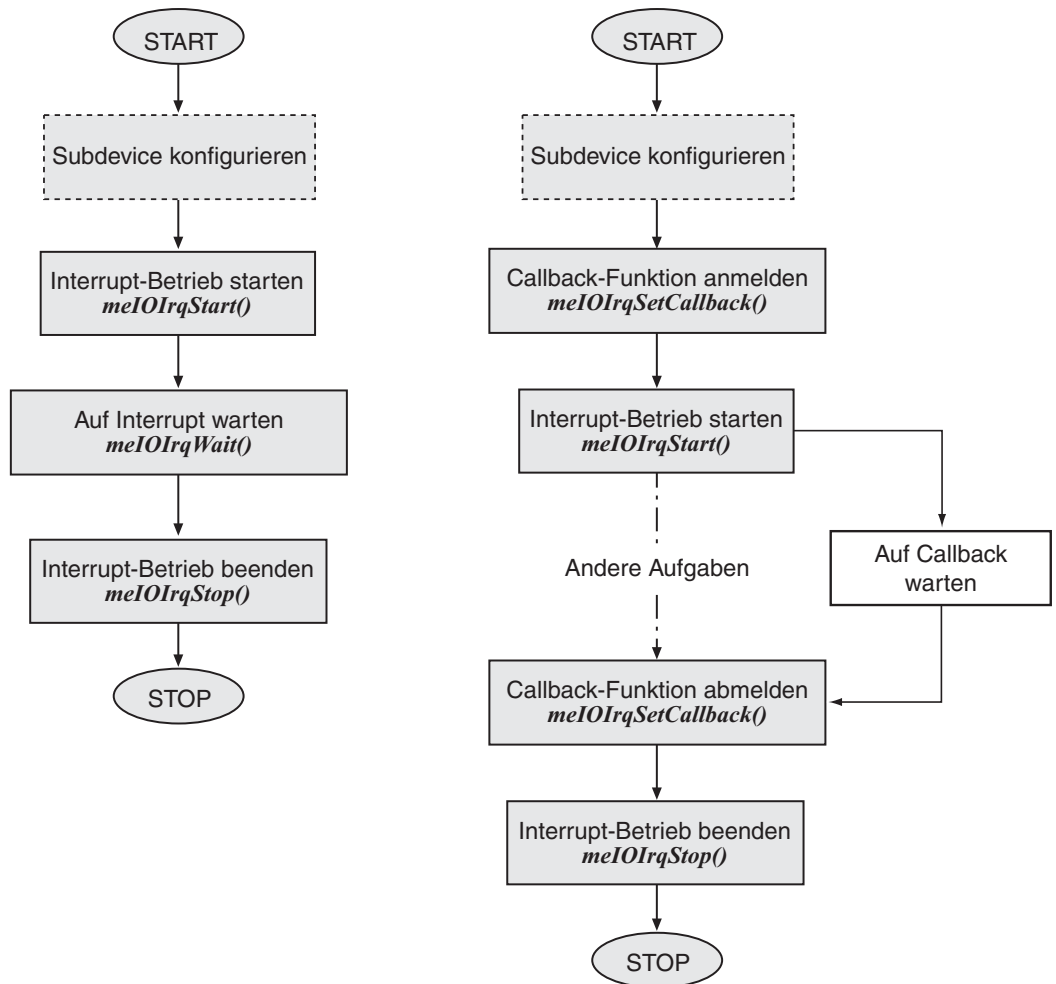 START
Subdevice konfigurieren
Interrupt-Betrieb starten
meIOIrqStart()
Auf Interrupt warten
meIOIrqWait()
Interrupt-Betrieb beenden
meIOIrqStop()
STOP
START
Subdevice konfigurieren
Callback-Funktion anmelden
meIOIrqSetCallback()
Interrupt-Betrieb starten
meIOIrqStart()
Andere Aufgaben
Auf Callback
warten
Callback-Funktion abmelden
meIOIrqSetCallback()
Interrupt-Betrieb beenden
meIOIrqStop()
STOP